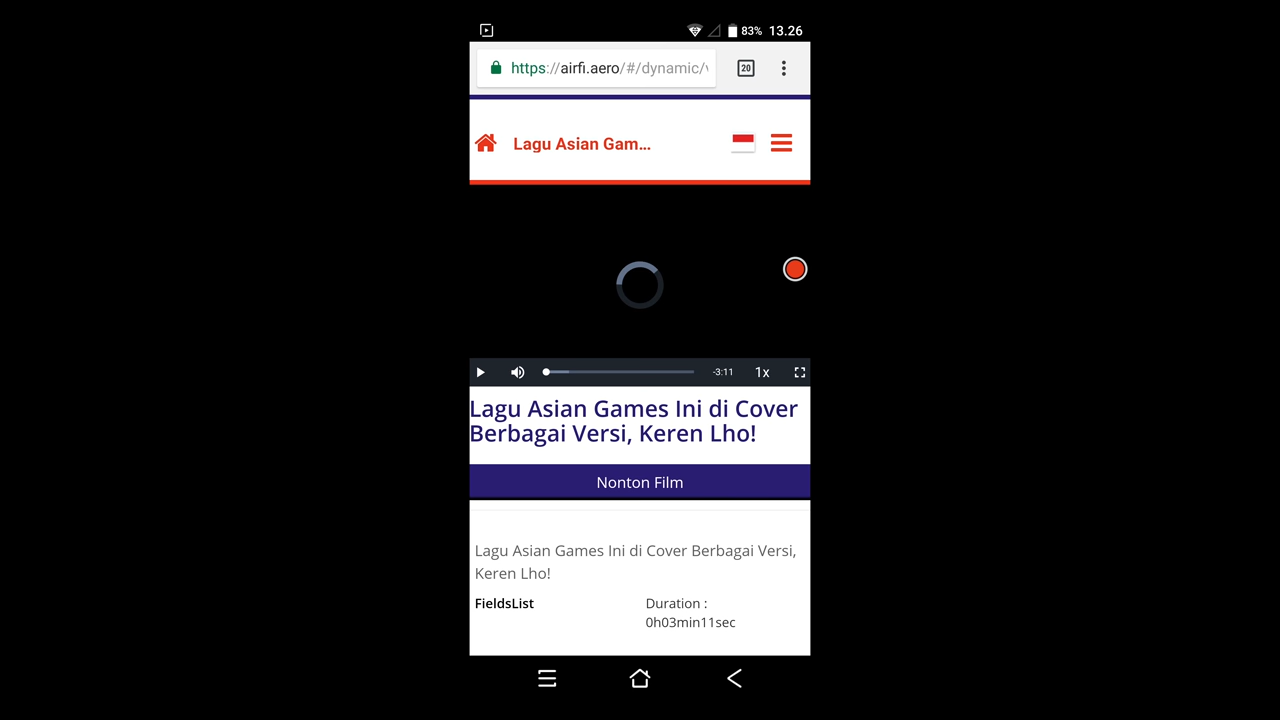 83% 13.26
https://airfi.aero/#/dynamic/
20
Lagu Asian Gam...
-3:11 1x
Lagu Asian Games Ini di Cover
Berbagai Versi, Keren Lho!
Nonton Film
Lagu Asian Games Ini di Cover Berbagai Versi,
Keren Lho!
FieldsList
Duration :
0h03min11sec